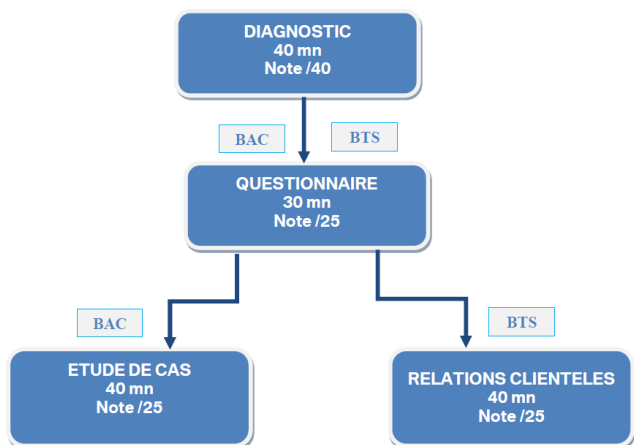 DIAGNOSTIC
40 mn
Note /40
BAC
BTS
QUESTIONNAIRE
30 mn
Note /25
BAC
BTS
ETUDE DE CAS
40 mn
Note /25
RELATIONS CLIENTELES
40 mn
Note /25